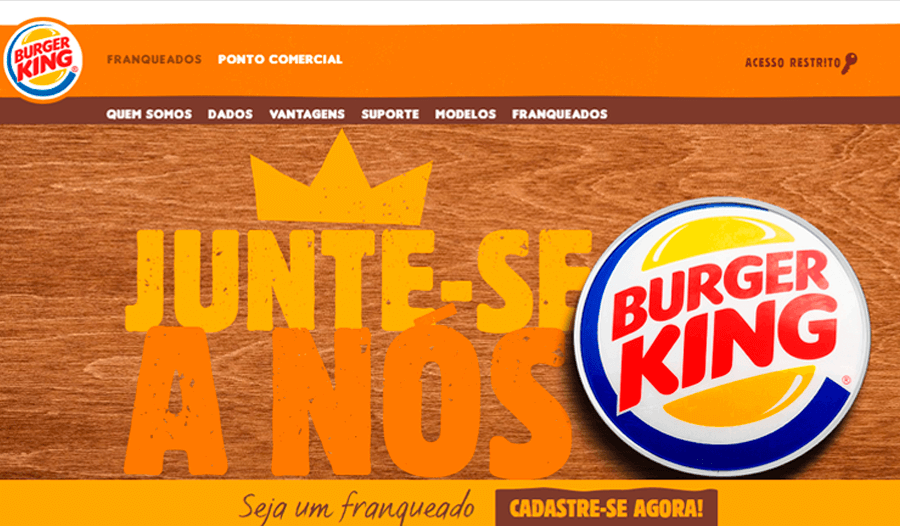 BURGER
KING®
FRANQUEADOS PONTO COMERCIAL
ACESSO RESTRITO
QUEM SOMOS DADOS VANTAGENS SUPORTE MODELOS FRANQUEADOS
JUNTE-SE
A NÓS
BURGER
KING®
Seja um franqueado CADASTRE-SE AGORA!